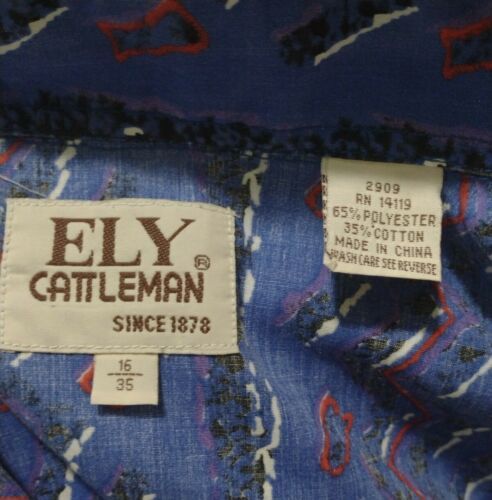 ELY
CATTLEMAN®
SINCE 1878
16
35
2909
RN 14119
65% POLYESTER
35% COTTON
MADE IN CHINA
WASH CARE SEE REVERSE